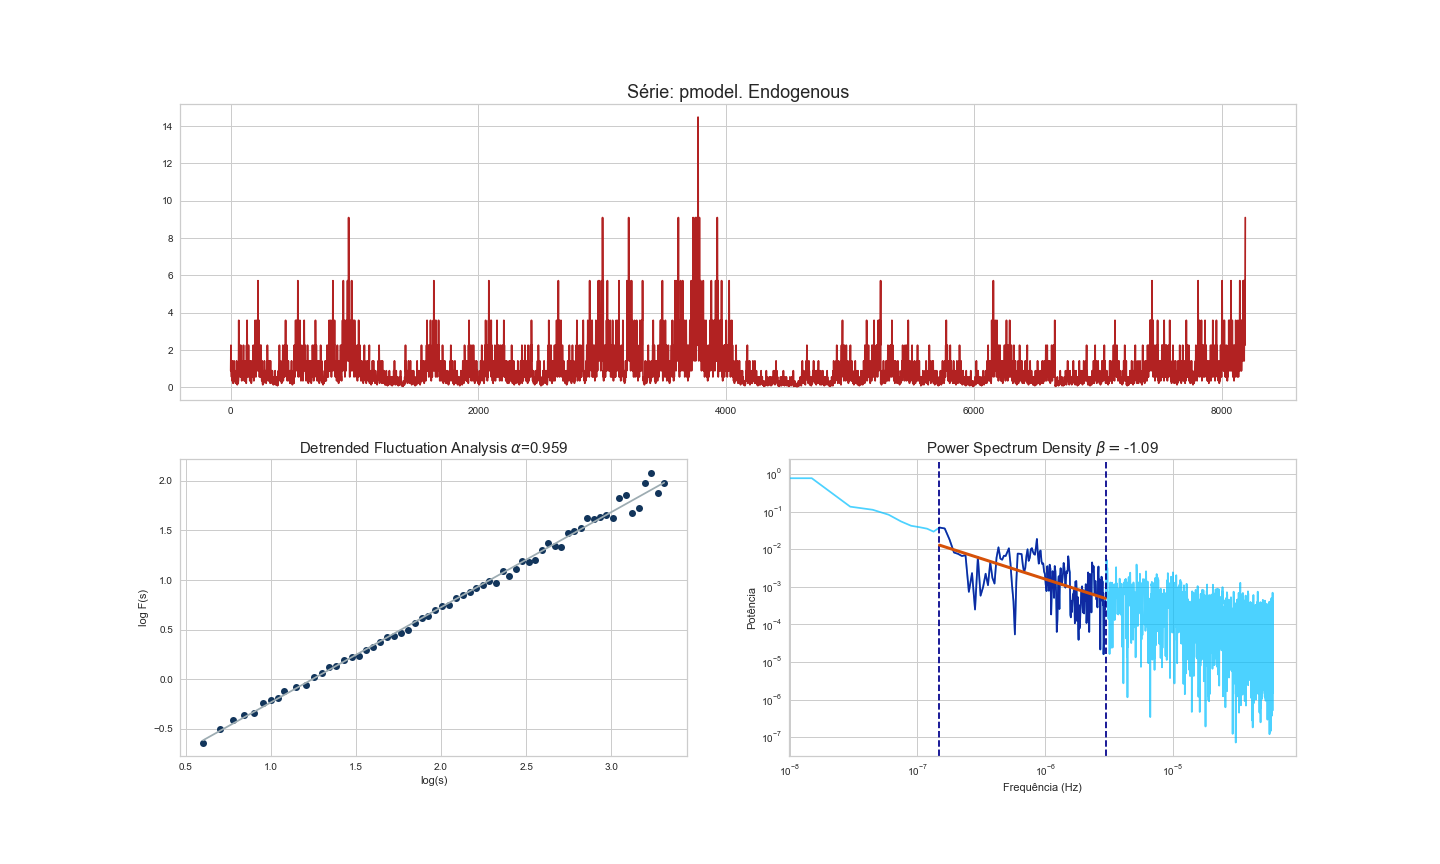 Série: pmodel. Endogenous
14
12
10
8
6
4
2
0
0 2000 4000 6000 8000
Detrended Fluctuation Analysis α=0.959
log F(s)
2.0
1.5
1.0
0.5
0.0
−0.5
0.5 1.0 1.5 2.0 2.5 3.0
log(s)
Power Spectrum Density β = -1.09
Potência
10⁰
10⁻¹
10⁻²
10⁻³
10⁻⁴
10⁻⁵
10⁻⁶
10⁻⁷
10⁻⁸ 10⁻⁷ 10⁻⁶ 10⁻⁵
Frequência (Hz)